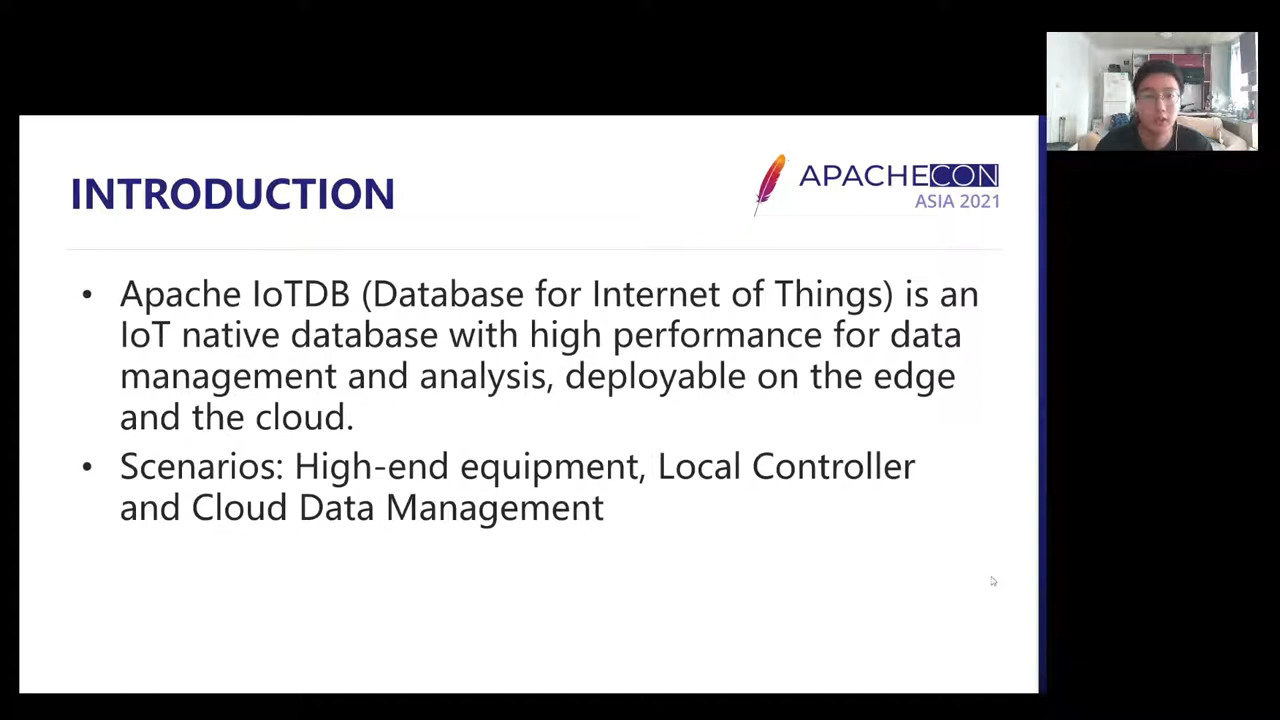 INTRODUCTION
APACHECON
ASIA 2021
• Apache IoTDB (Database for Internet of Things) is an
IoT native database with high performance for data
management and analysis, deployable on the edge
and the cloud.
• Scenarios: High-end equipment, Local Controller
and Cloud Data Management